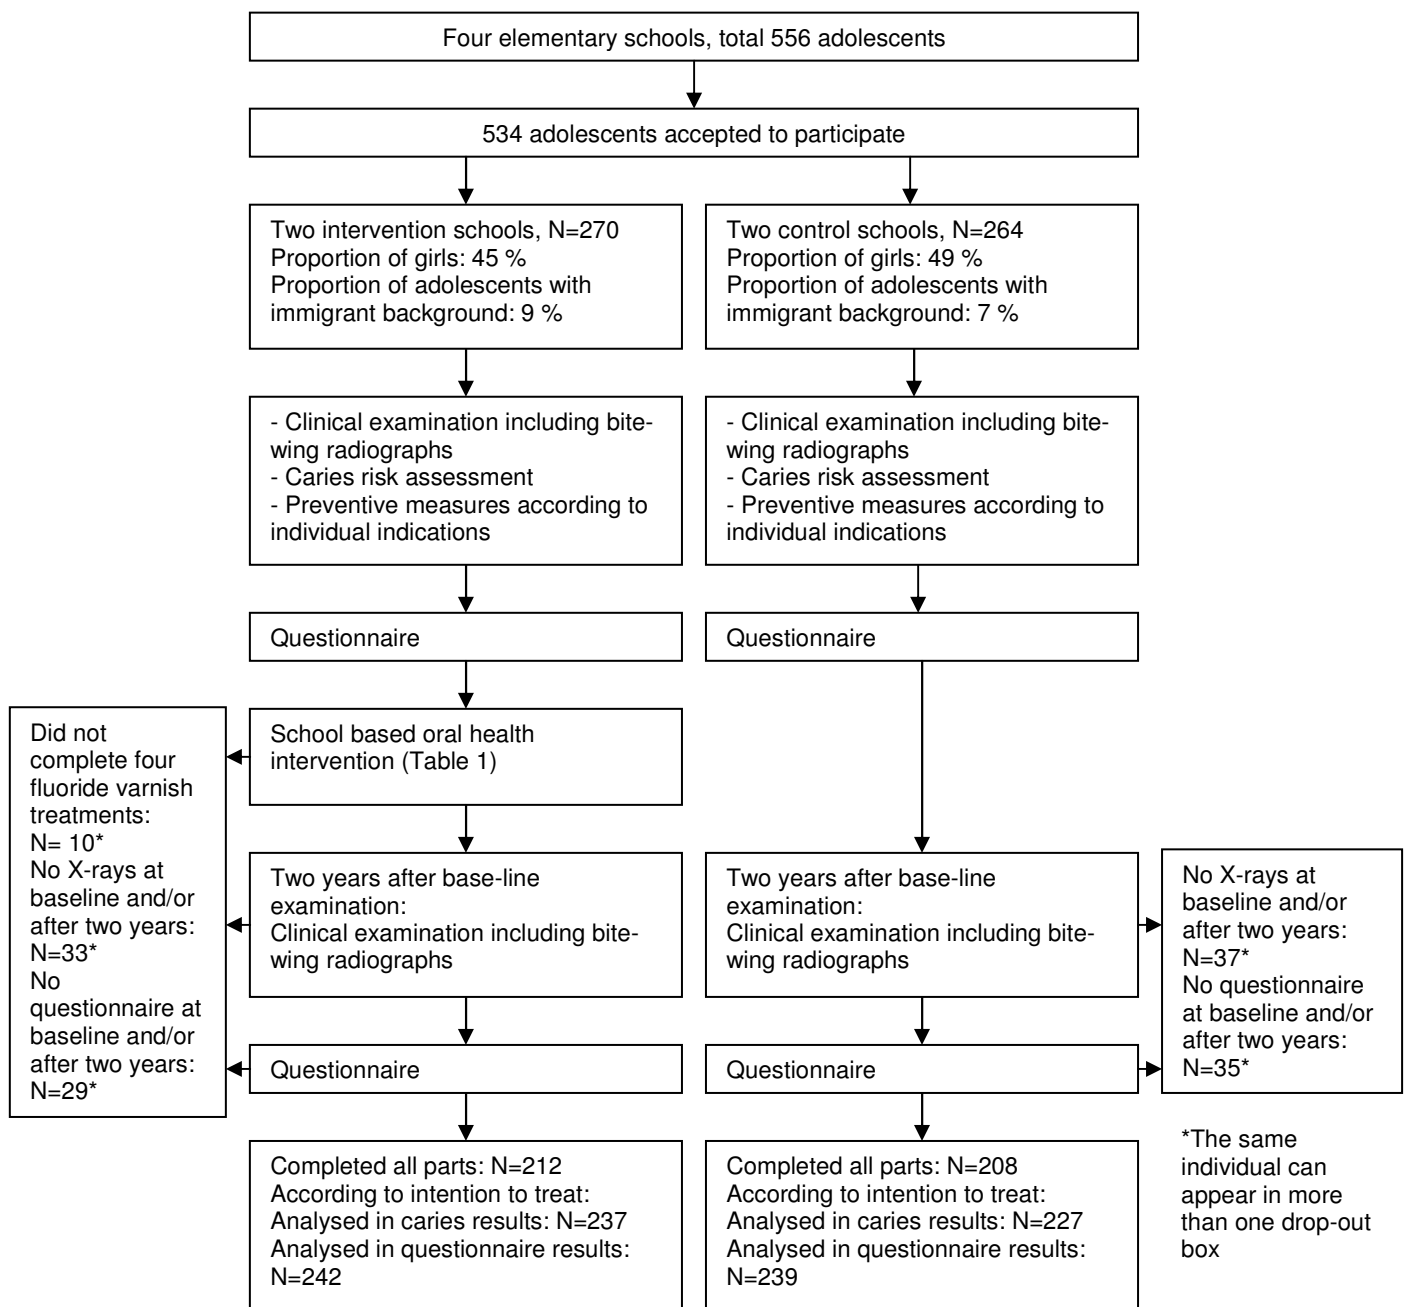 Four elementary schools, total 556 adolescents
534 adolescents accepted to participate
Two intervention schools, N=270
Proportion of girls: 45 %
Proportion of adolescents with
immigrant background: 9 %
Two control schools, N=264
Proportion of girls: 49 %
Proportion of adolescents with
immigrant background: 7 %
- Clinical examination including bite-
wing radiographs
- Caries risk assessment
- Preventive measures according to
individual indications
- Clinical examination including bite-
wing radiographs
- Caries risk assessment
- Preventive measures according to
individual indications
Questionnaire
Questionnaire
Did not
complete four
fluoride varnish
treatments:
N= 10*
No X-rays at
baseline and/or
after two years:
N=33*
No
questionnaire at
baseline and/or
after two years:
N=29*
School based oral health
intervention (Table 1)
Two years after base-line
examination:
Clinical examination including bite-
wing radiographs
Two years after base-line
examination:
Clinical examination including bite-
wing radiographs
No X-rays at
baseline and/or
after two years:
N=37*
No questionnaire
at baseline and/or
after two years:
N=35*
Questionnaire
Questionnaire
Completed all parts: N=212
According to intention to treat:
Analysed in caries results: N=237
Analysed in questionnaire results:
N=242
Completed all parts: N=208
According to intention to treat:
Analysed in caries results: N=227
Analysed in questionnaire results:
N=239
*The same
individual can
appear in more
than one drop-out
box